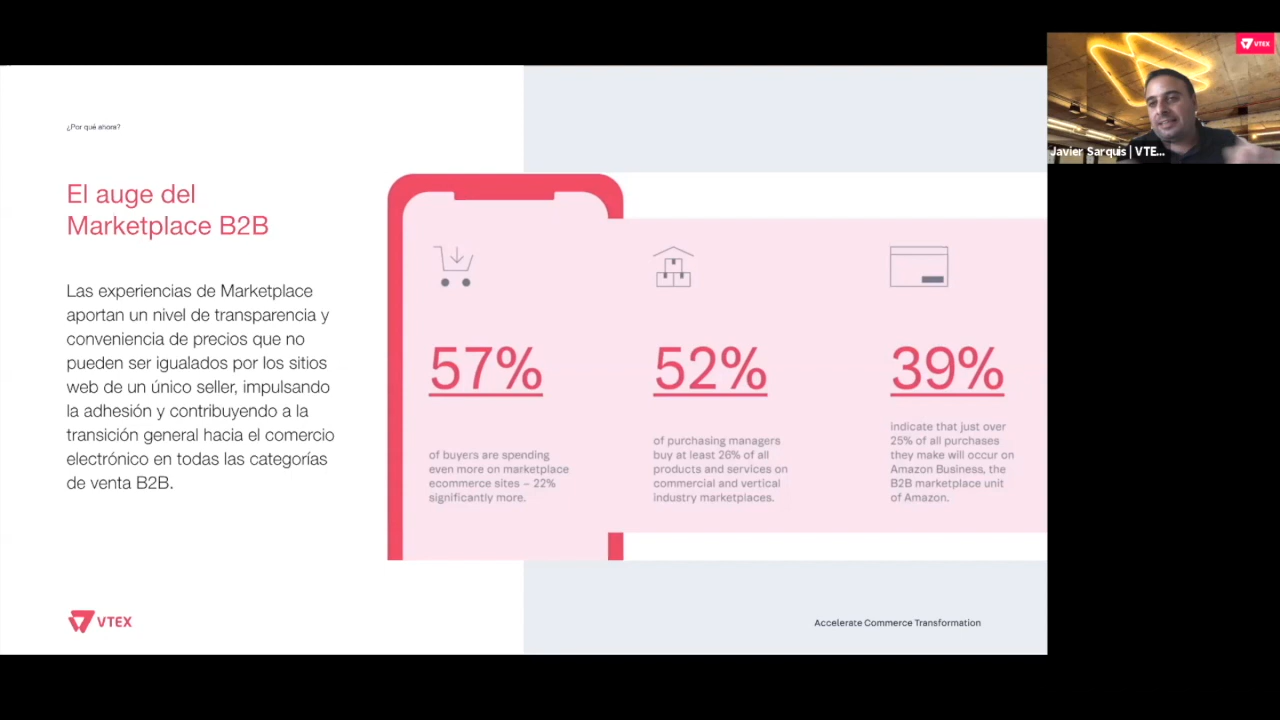 ¿Por qué ahora?
El auge del
Marketplace B2B
Las experiencias de Marketplace
aportan un nivel de transparencia y
conveniencia de precios que no
pueden ser igualados por los sitios
web de un único seller, impulsando
la adhesión y contribuyendo a la
transición general hacia el comercio
electrónico en todas las categorías
de venta B2B.
57%
of buyers are spending
even more on marketplace
ecommerce sites – 22%
significantly more.
52%
of purchasing managers
buy at least 26% of all
products and services on
commercial and vertical
industry marketplaces.
39%
indicate that just over
25% of all purchases
they make will occur on
Amazon Business, the
B2B marketplace unit
of Amazon.
VTEX
Accelerate Commerce Transformation
VTEX
Javier Sarquis | VTE...